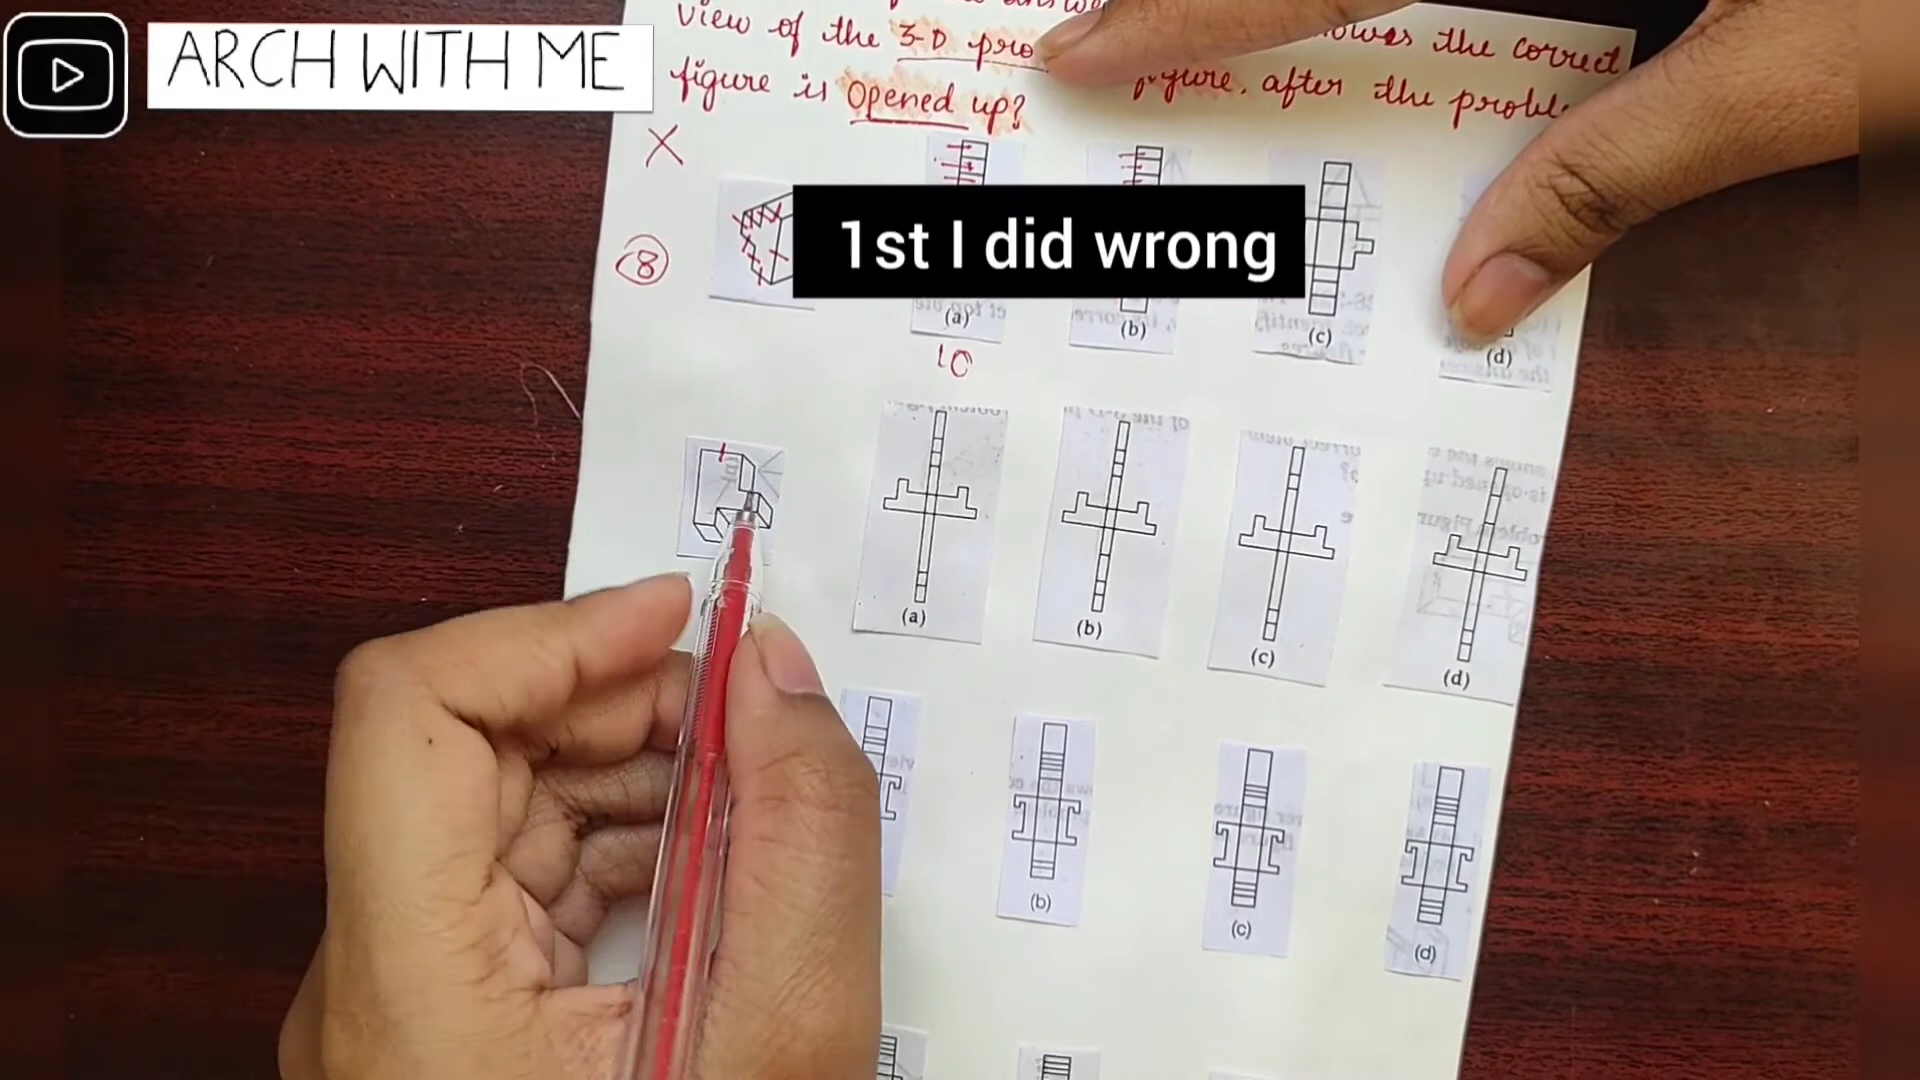 ARCH WITH ME
view of the 3-D pro
the correct
figure is Opened up?
figure, after the proble
X
1st I did wrong
8
(a)
(b)
(c)
(d)
10
(a)
(b)
(c)
(d)
(b)
(c)
(d)